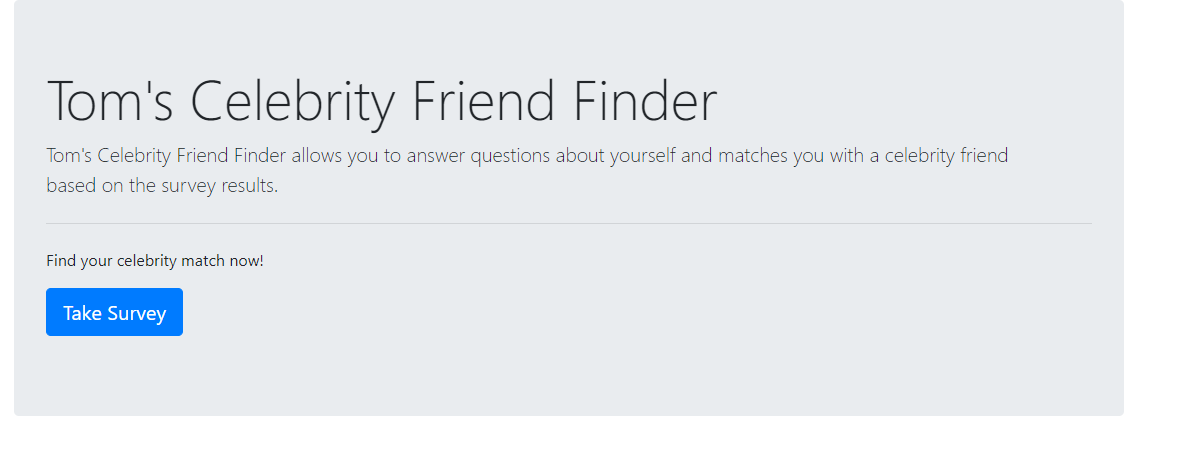 Tom's Celebrity Friend Finder
Tom's Celebrity Friend Finder allows you to answer questions about yourself and matches you with a celebrity friend
based on the survey results.
Find your celebrity match now!
Take Survey